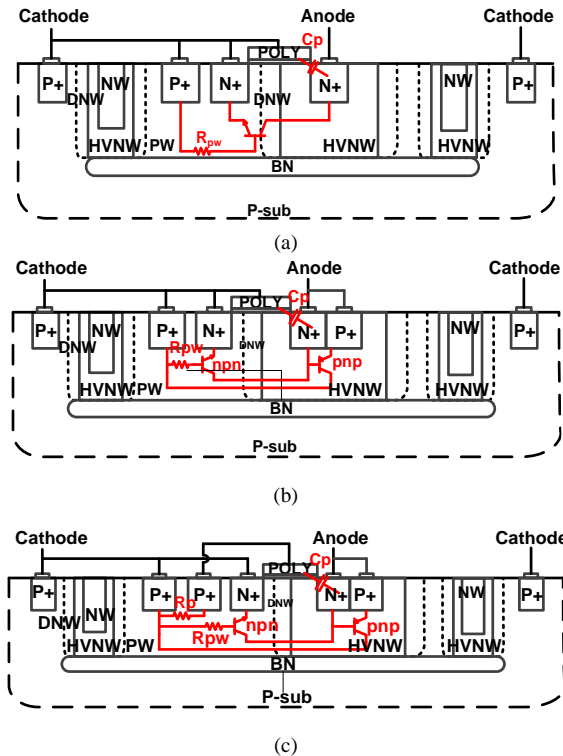 Cathode Anode Cathode
Cp
POLY
P+ NW P+ N+ N+ NW P+
DNW DNW
Rpw
HVNW PW HVNW HVNW
BN
P-sub
(a)
Cathode Anode Cathode
Cp
POLY
P+ NW P+ N+ N+ P+ NW P+
DNW Rpw DNW
npn pnp
HVNW PW HVNW HVNW
BN
P-sub
(b)
Cathode Anode Cathode
POLY Cp
P+ P+ P+ N+ N+ P+ NW P+
NW Rp DNW
DNW npn pnp
Rpw
HVNW PW HVNW HVNW
BN
P-sub
(c)